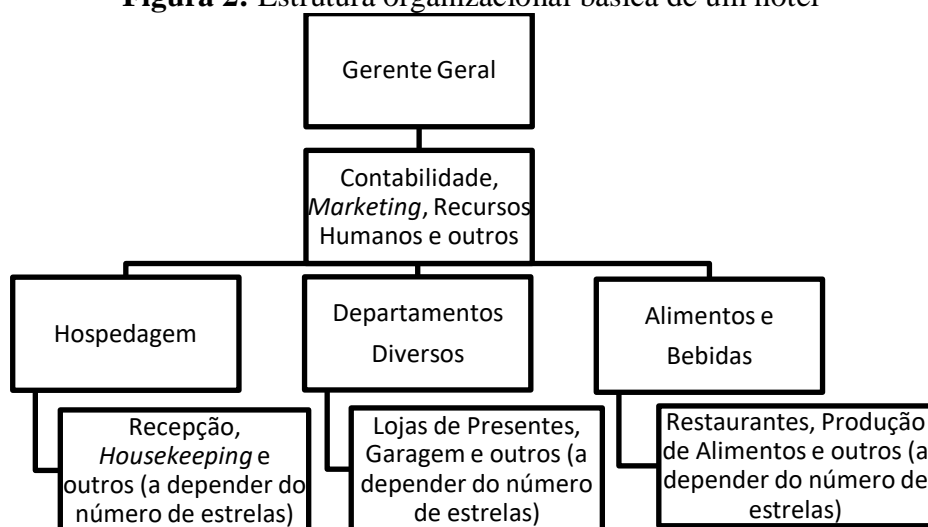 Figura 2: Estrutura organizacional básica de um hotel
Gerente Geral
Contabilidade,
Marketing, Recursos
Humanos e outros
Hospedagem
Departamentos
Diversos
Alimentos e
Bebidas
Recepção,
Housekeeping e
outros (a depender do
número de estrelas)
Lojas de Presentes,
Garagem e outros (a
depender do número
de estrelas)
Restaurantes, Produção
de Alimentos e outros (a
depender do número de
estrelas)